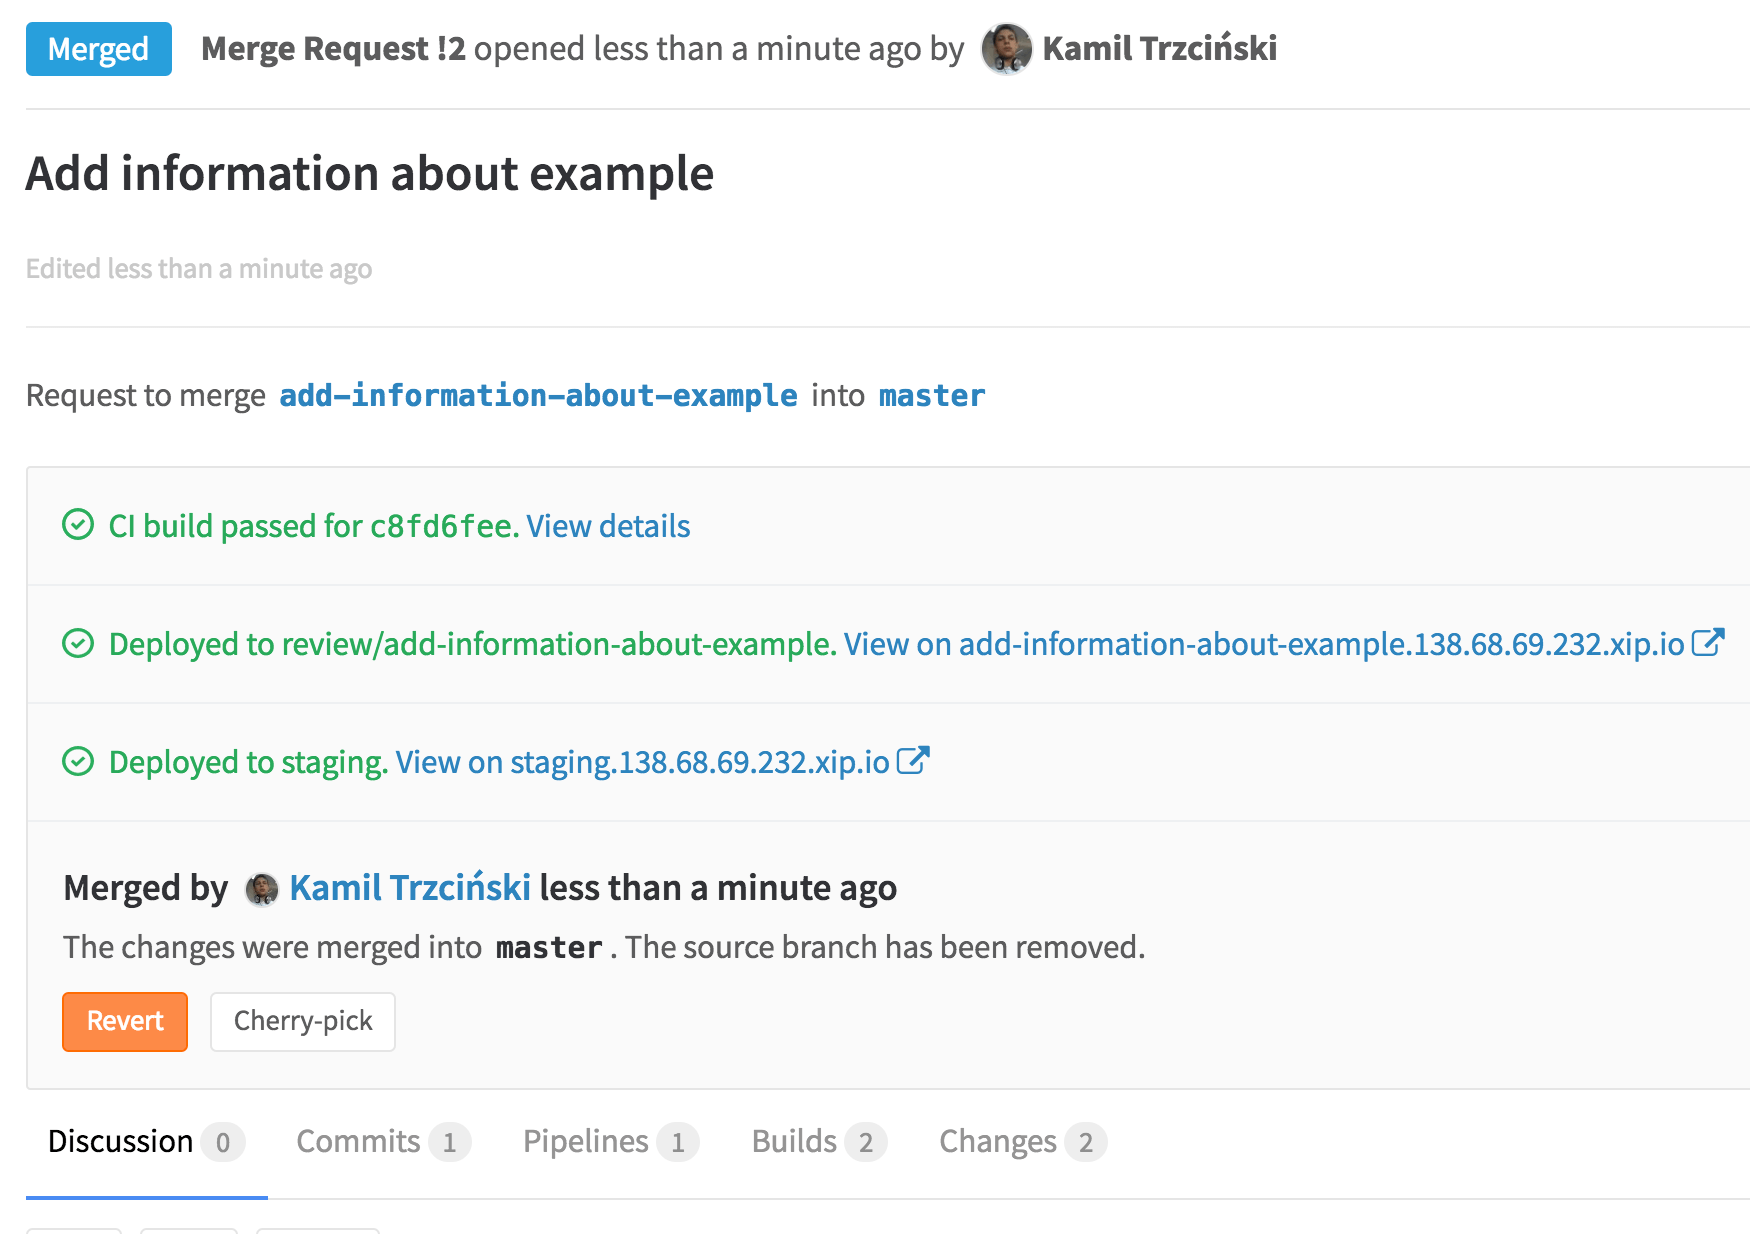 Merged Merge Request !2 opened less than a minute ago by Kamil Trzciński
Add information about example
Edited less than a minute ago
Request to merge add-information-about-example into master
CI build passed for c8fd6fee. View details
Deployed to review/add-information-about-example. View on add-information-about-example.138.68.69.232.xip.io
Deployed to staging. View on staging.138.68.69.232.xip.io
Merged by Kamil Trzciński less than a minute ago
The changes were merged into master. The source branch has been removed.
Revert Cherry-pick
Discussion 0 Commits 1 Pipelines 1 Builds 2 Changes 2